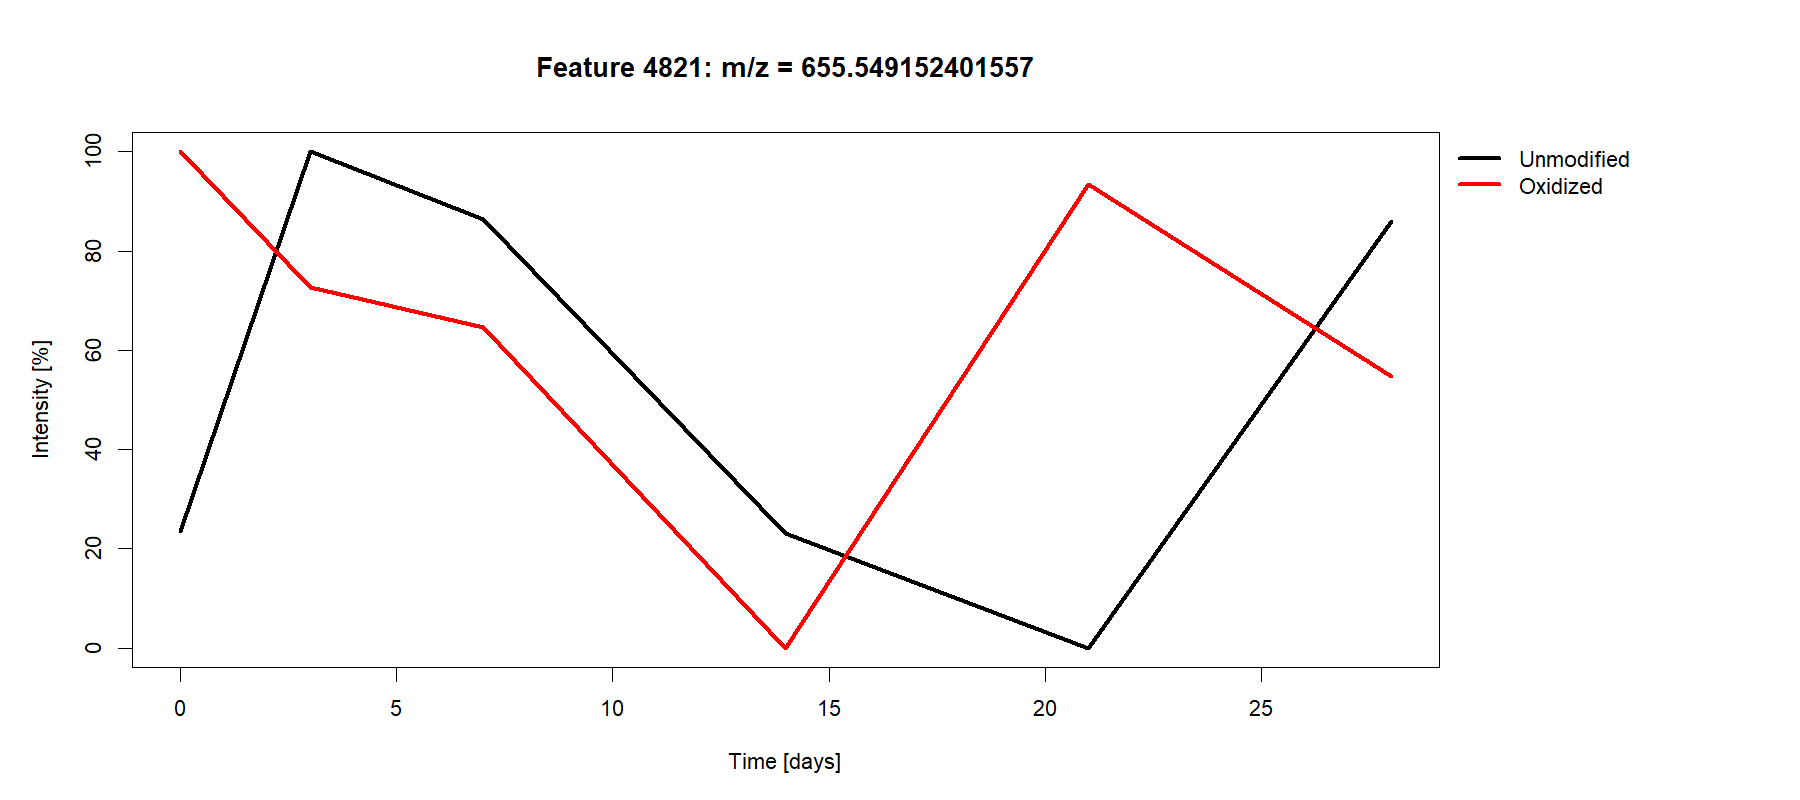 Feature 4821: m/z = 655.549152401557
Unmodified
Oxidized
Intensity [%]
100
80
60
40
20
0
0 5 10 15 20 25
Time [days]